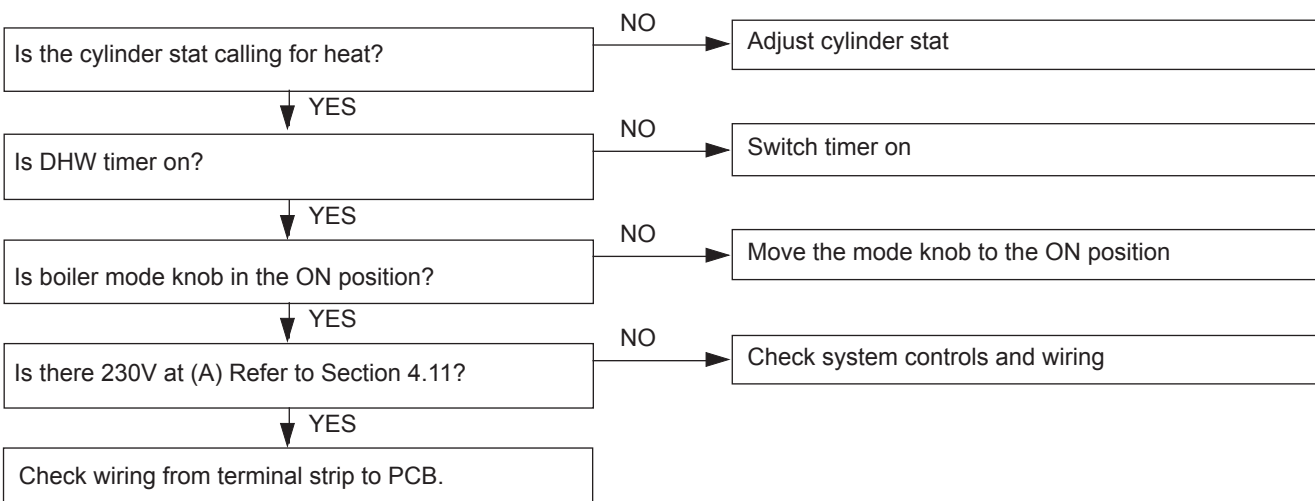 Is the cylinder stat calling for heat?
NO
Adjust cylinder stat
YES
Is DHW timer on?
NO
Switch timer on
YES
Is boiler mode knob in the ON position?
NO
Move the mode knob to the ON position
YES
Is there 230V at (A) Refer to Section 4.11?
NO
Check system controls and wiring
YES
Check wiring from terminal strip to PCB.